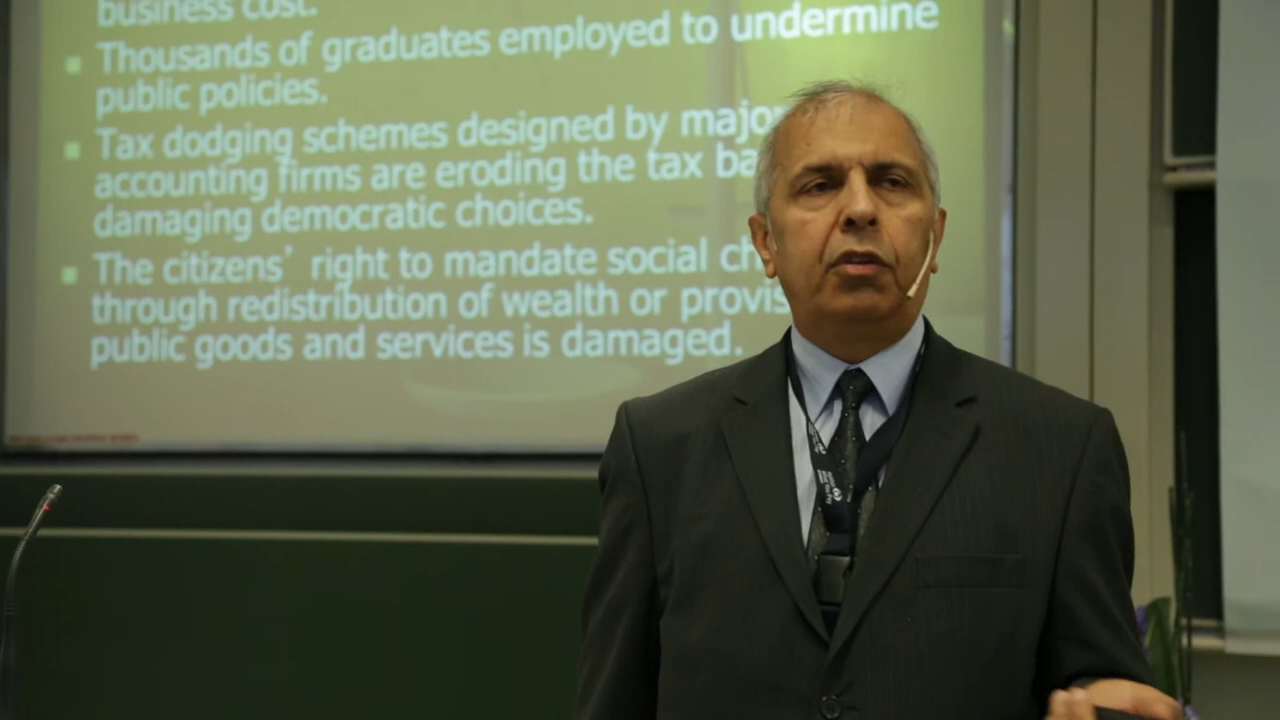 business cost.
Thousands of graduates employed to undermine
public policies.
Tax dodging schemes designed by major
accounting firms are eroding the tax
damaging democratic choices.
The citizens' right to mandate social
through redistribution of wealth or
public goods and services is damaged.